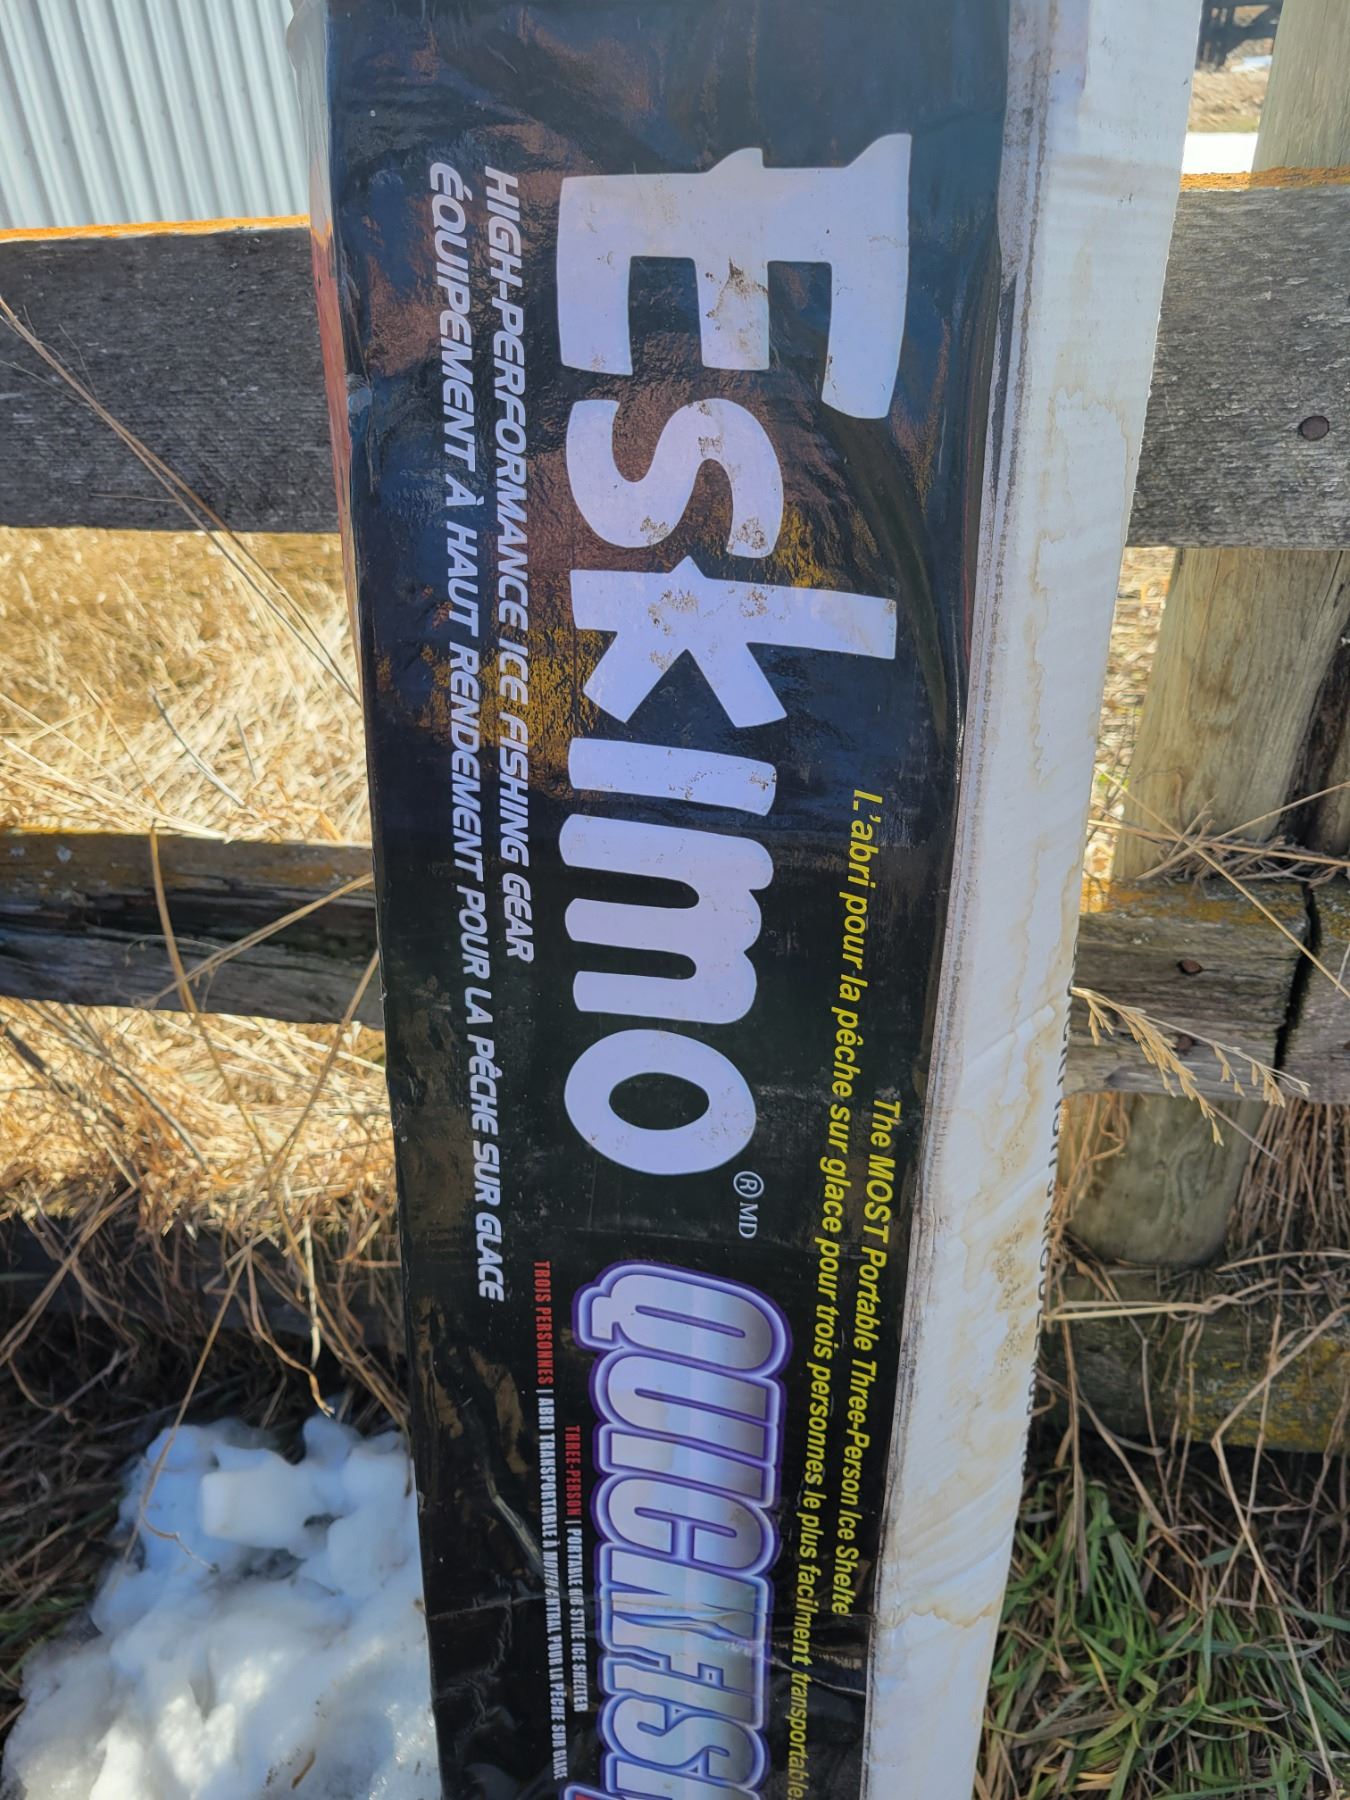 The MOST Portable Three-Person Ice Shelte
L'abri pour la pêche sur glace pour trois personnes le plus facilment transportable.
Eskimo ® MD
HIGH-PERFORMANCE ICE FISHING GEAR
ÉQUIPEMENT À HAUT RENDEMENT POUR LA PÊCHE SUR GLACE
QUICKFISH
THREE-PERSON | PORTABLE HUB STYLE ICE SHELTER
TROIS PERSONNES | ABRI TRANSPORTABLE À MOYEU CENTRAL POUR LA PÊCHE SUR GLACE